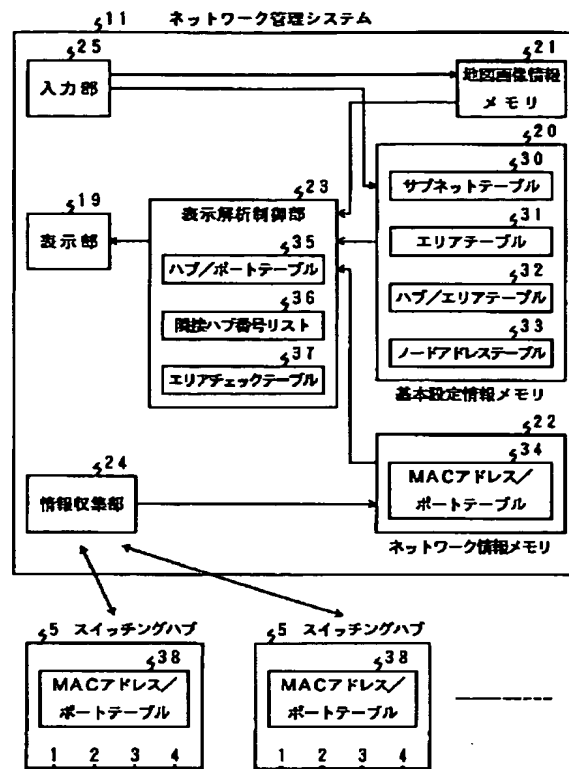 11 ネットワーク管理システム
25
入力部
21
地図画像情報
メモリ
20
30
サブネットテーブル
31
エリアテーブル
32
ハブ/エリアテーブル
33
ノードアドレステーブル
基本設定情報メモリ
19
表示部
23
表示解析制御部
35
ハブ/ポートテーブル
36
隣接ハブ番号リスト
37
エリアチェックテーブル
22
34
MACアドレス/
ポートテーブル
ネットワーク情報メモリ
24
情報収集部
5 スイッチングハブ
38
MACアドレス/
ポートテーブル
1 2 3 4
5 スイッチングハブ
38
MACアドレス/
ポートテーブル
1 2 3 4